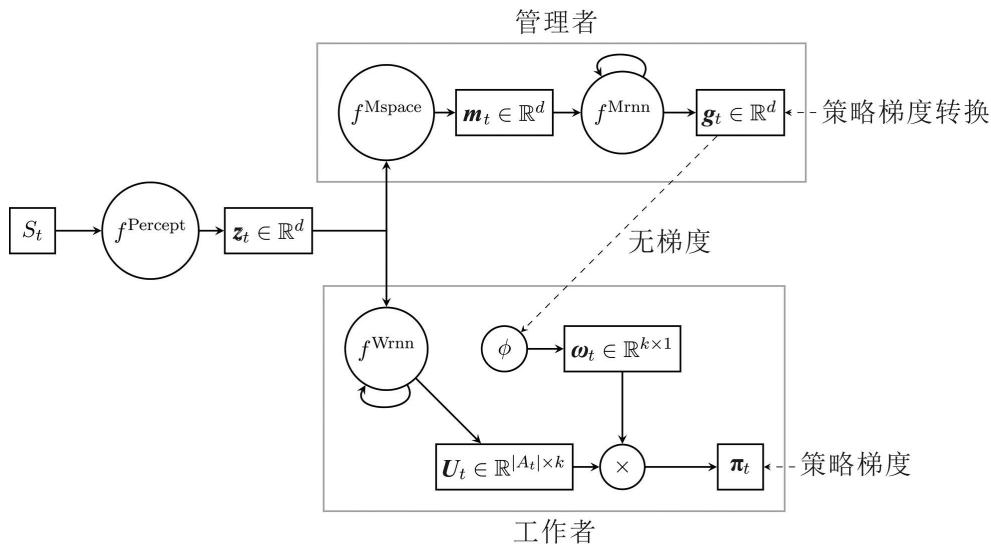 管理者
f^Mspace
m_t ∈ ℝ^d
f^Mrnn
g_t ∈ ℝ^d
策略梯度转换
S_t
f^Percept
z_t ∈ ℝ^d
无梯度
f^Wrnn
ϕ
ω_t ∈ ℝ^{k×1}
U_t ∈ ℝ^{|A_t|×k}
×
π_t
策略梯度
工作者